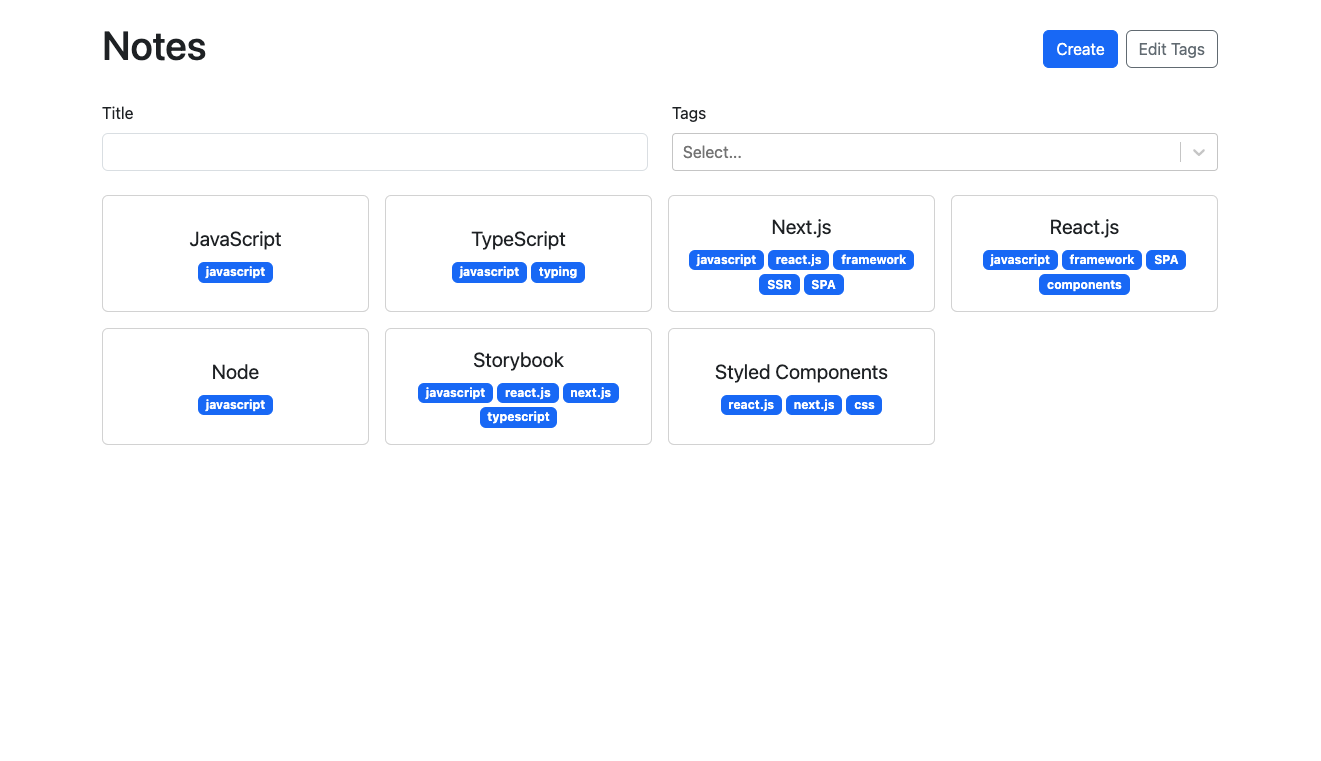 Notes
Create
Edit Tags
Title
Tags
Select...
JavaScript
javascript
TypeScript
javascript typing
Next.js
javascript react.js framework
SSR SPA
React.js
javascript framework SPA
components
Node
javascript
Storybook
javascript react.js next.js
typescript
Styled Components
react.js next.js css